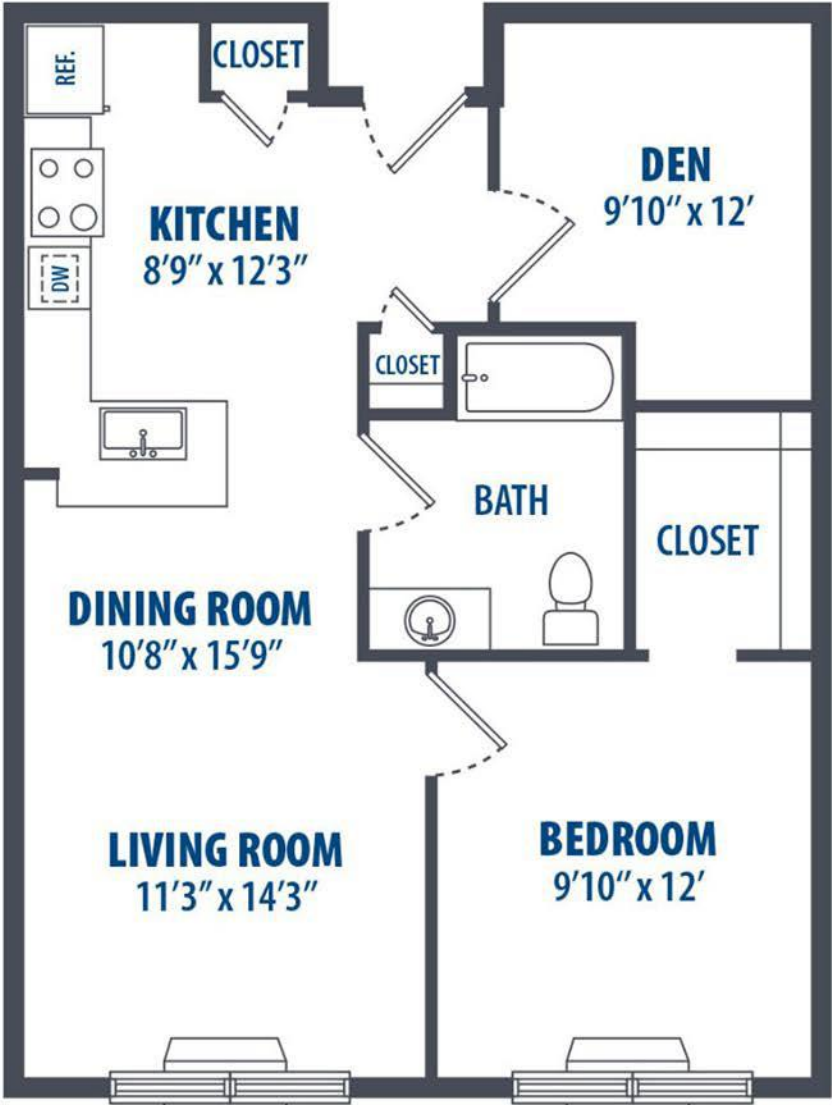 REF.
CLOSET
DEN
9'10" x 12'
KITCHEN
8'9" x 12'3"
DW
CLOSET
BATH
CLOSET
DINING ROOM
10'8" x 15'9"
LIVING ROOM
11'3" x 14'3"
BEDROOM
9'10" x 12'